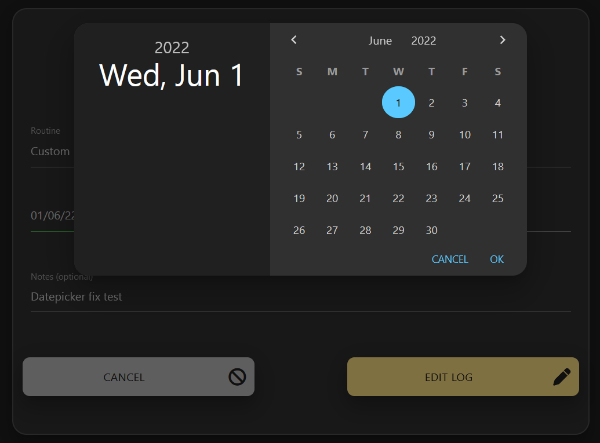 2022
Wed, Jun 1
June 2022
S M T W T F S
1 2 3 4
5 6 7 8 9 10 11
12 13 14 15 16 17 18
19 20 21 22 23 24 25
26 27 28 29 30
CANCEL OK
Routine
Custom
01/06/22
Notes (optional)
Datepicker fix test
CANCEL
EDIT LOG